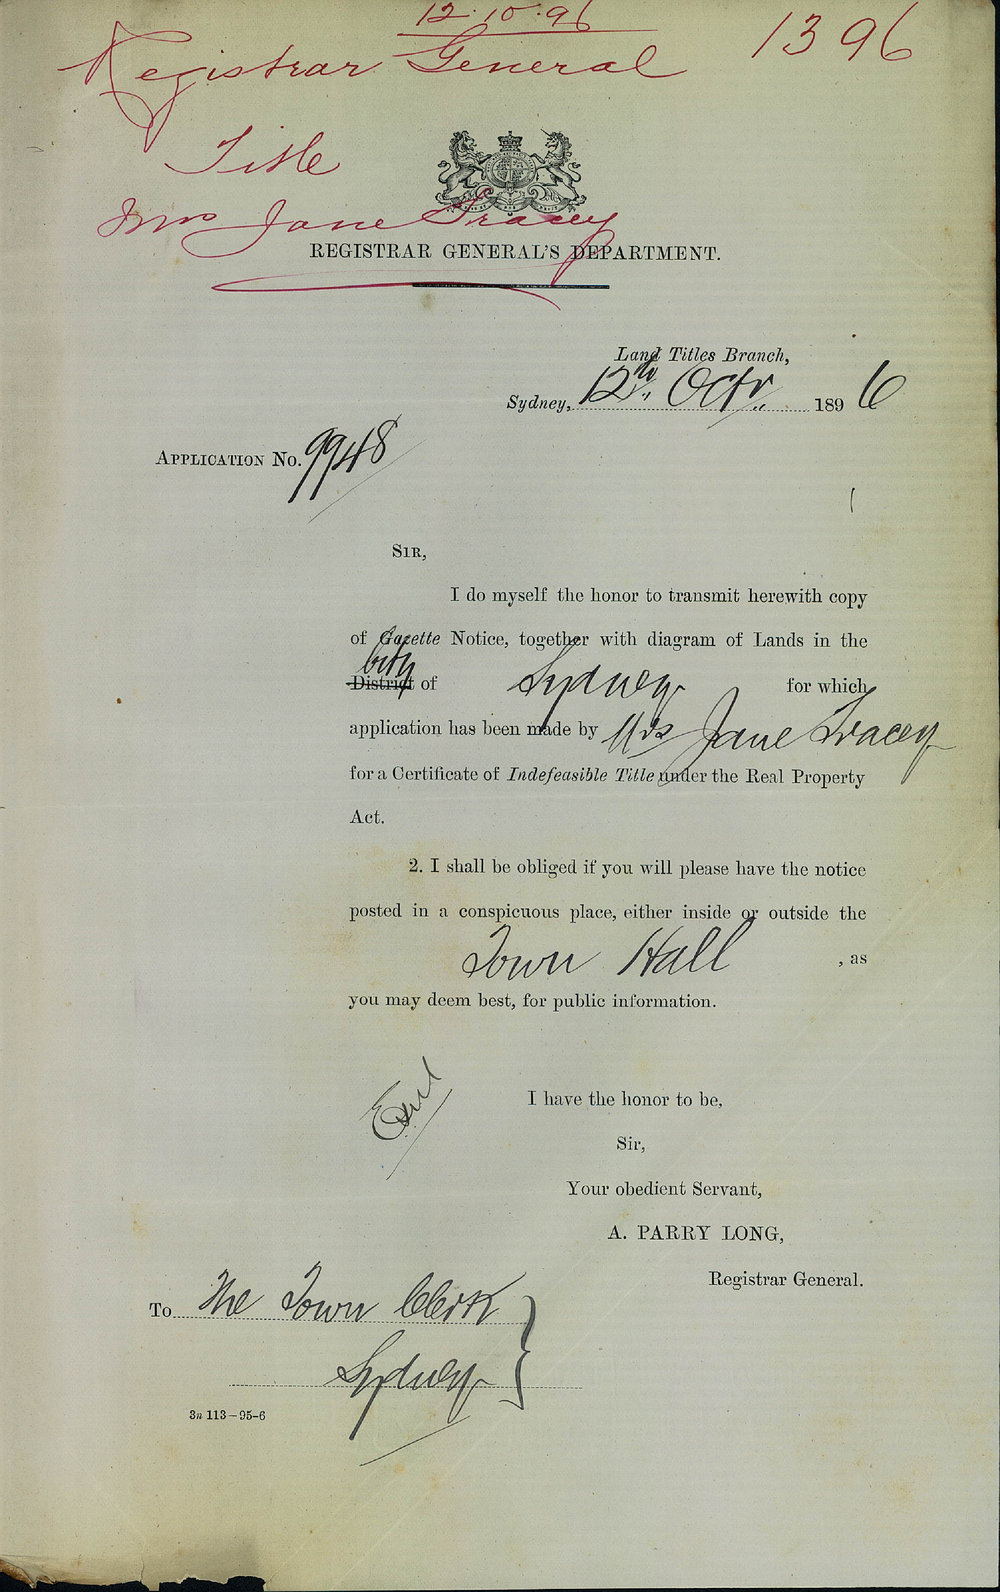 12.10.96
Registrar General 1396
Title
Mrs Jane Tracey
REGISTRAR GENERAL'S DEPARTMENT.
Land Titles Branch,
Sydney, 12th Octr. 1896
APPLICATION NO. 9948
SIR,
I do myself the honor to transmit herewith copy
of Gazette Notice, together with diagram of Lands in the
City
District of Sydney for which
application has been made by Mrs Jane Tracey
for a Certificate of Indefeasible Title under the Real Property
Act.
2. I shall be obliged if you will please have the notice
posted in a conspicuous place, either inside or outside the
Town Hall , as
you may deem best, for public information.
I have the honor to be,
Sir,
Your obedient Servant,
A. PARRY LONG,
Registrar General.
To The Town Clerk
Sydney
3n 113-95-6